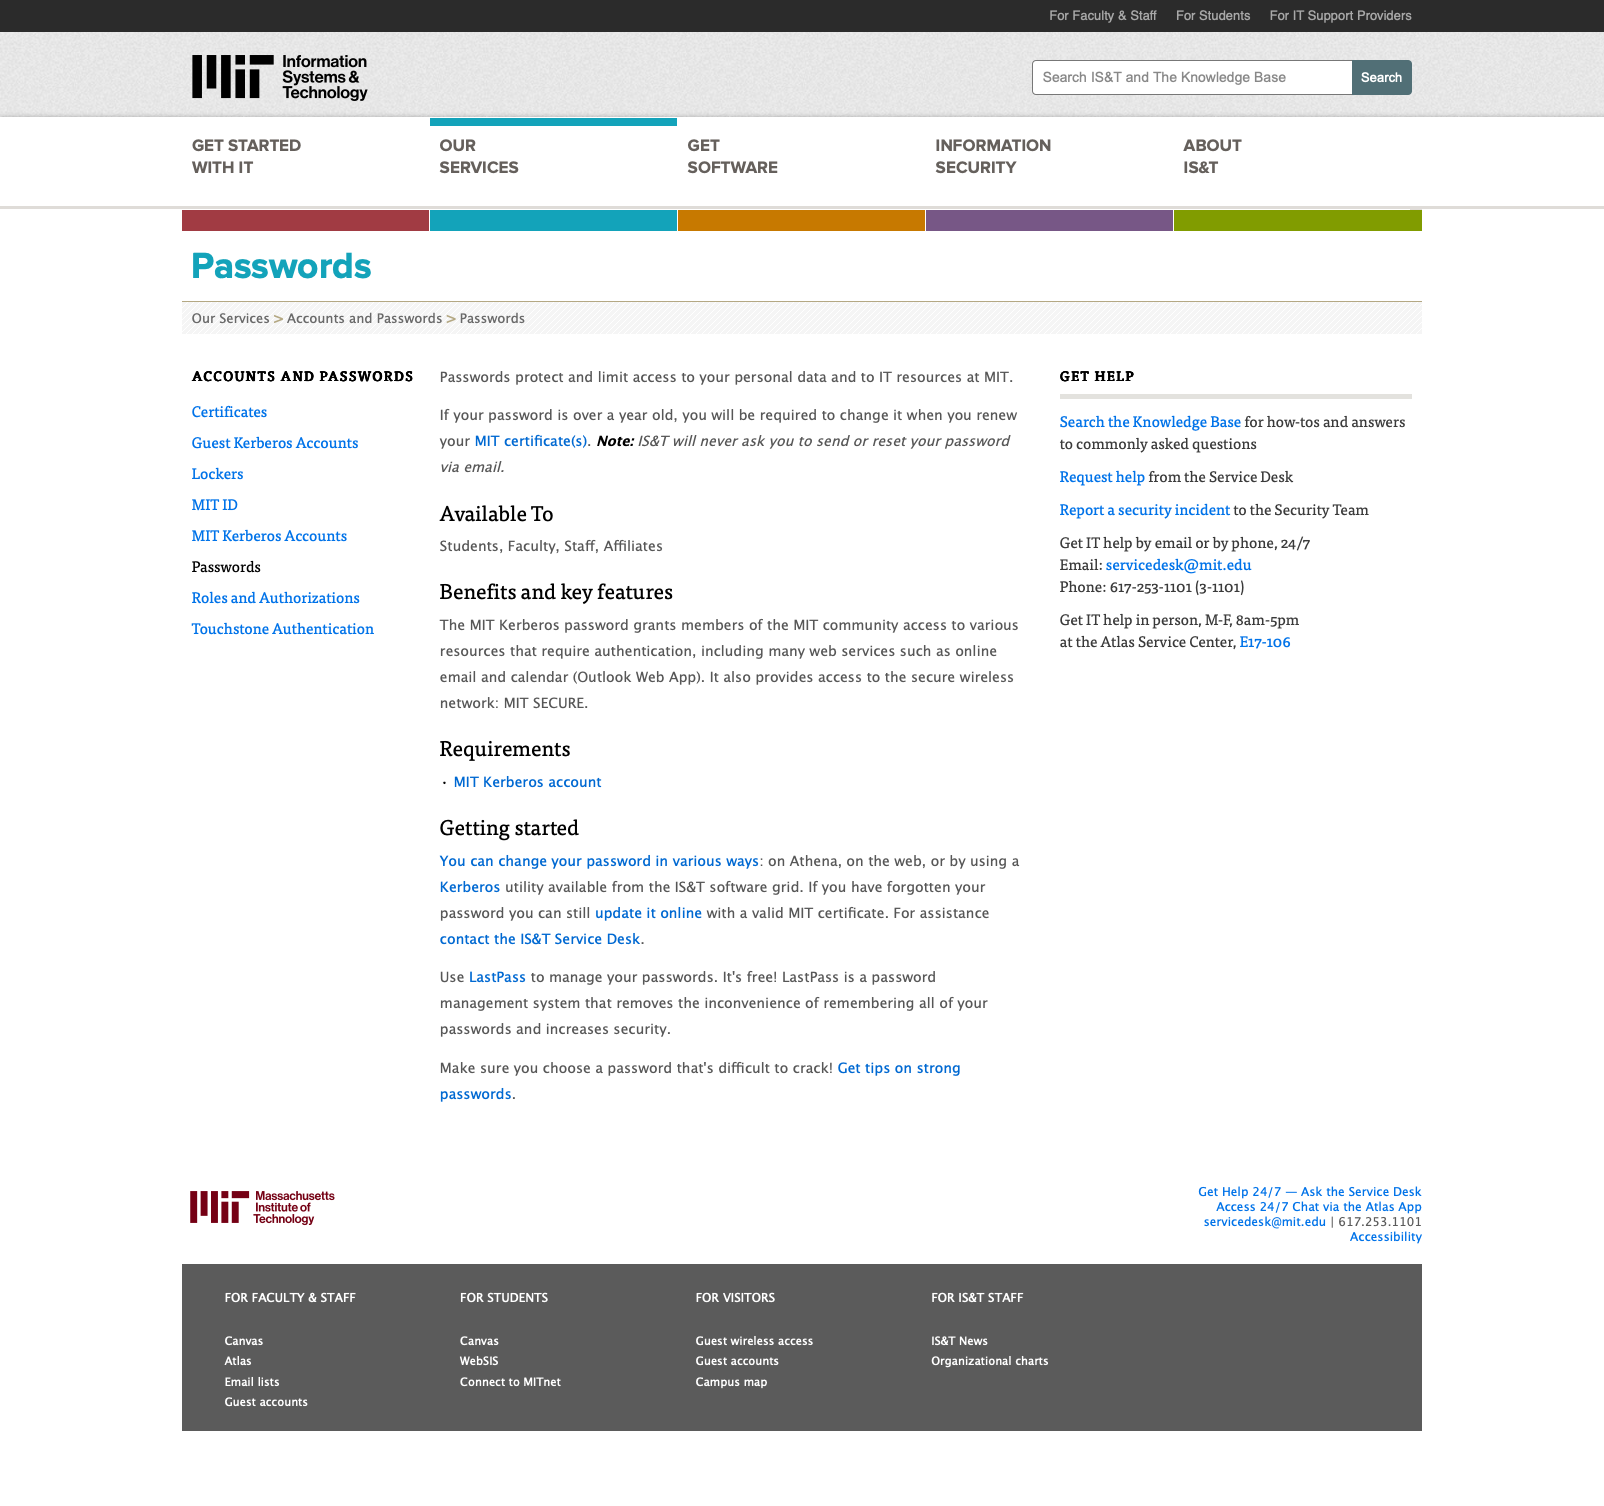 For Faculty & Staff For Students For IT Support Providers
Information
Systems &
Technology
Search IS&T and The Knowledge Base Search
GET STARTED
WITH IT
OUR
SERVICES
GET
SOFTWARE
INFORMATION
SECURITY
ABOUT
IS&T
Passwords
Our Services > Accounts and Passwords > Passwords
ACCOUNTS AND PASSWORDS
Certificates
Guest Kerberos Accounts
Lockers
MIT ID
MIT Kerberos Accounts
Passwords
Roles and Authorizations
Touchstone Authentication
Passwords protect and limit access to your personal data and to IT resources at MIT.
If your password is over a year old, you will be required to change it when you renew
your MIT certificate(s). Note: IS&T will never ask you to send or reset your password
via email.
Available To
Students, Faculty, Staff, Affiliates
Benefits and key features
The MIT Kerberos password grants members of the MIT community access to various
resources that require authentication, including many web services such as online
email and calendar (Outlook Web App). It also provides access to the secure wireless
network: MIT SECURE.
Requirements
· MIT Kerberos account
Getting started
You can change your password in various ways: on Athena, on the web, or by using a
Kerberos utility available from the IS&T software grid. If you have forgotten your
password you can still update it online with a valid MIT certificate. For assistance
contact the IS&T Service Desk.
Use LastPass to manage your passwords. It's free! LastPass is a password
management system that removes the inconvenience of remembering all of your
passwords and increases security.
Make sure you choose a password that's difficult to crack! Get tips on strong
passwords.
GET HELP
Search the Knowledge Base for how-tos and answers
to commonly asked questions
Request help from the Service Desk
Report a security incident to the Security Team
Get IT help by email or by phone, 24/7
Email: servicedesk@mit.edu
Phone: 617-253-1101 (3-1101)
Get IT help in person, M-F, 8am-5pm
at the Atlas Service Center, E17-106
Massachusetts
Institute of
Technology
Get Help 24/7 — Ask the Service Desk
Access 24/7 Chat via the Atlas App
servicedesk@mit.edu | 617.253.1101
Accessibility
FOR FACULTY & STAFF
Canvas
Atlas
Email lists
Guest accounts
FOR STUDENTS
Canvas
WebSIS
Connect to MITnet
FOR VISITORS
Guest wireless access
Guest accounts
Campus map
FOR IS&T STAFF
IS&T News
Organizational charts